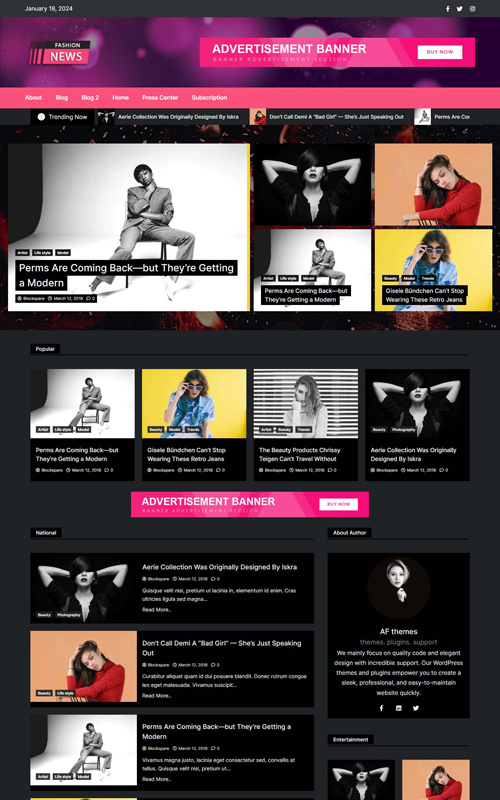 January 18, 2024
FASHION
NEWS
ADVERTISEMENT BANNER
BANNER ADVERTISEMENT SECTION
BUY NOW
About Blog Blog 2 Home Press Center Subscription
Trending Now
Aerie Collection Was Originally Designed By Iskra
Don't Call Demi A “Bad Girl” — She's Just Speaking Out
Perms Are Cor
Artist Life style Model
Perms Are Coming Back—but They're Getting
a Modern
Blockspare March 12, 2018 0
Artist Life style Model
Perms Are Coming Back—but
They're Getting a Modern
Beauty Model Trends
Gisele Bündchen Can't Stop
Wearing These Retro Jeans
Popular
Artist Life style Model
Perms Are Coming Back—but
They're Getting a Modern
Blockspare March 12, 2018 0
Beauty Model Trends
Gisele Bündchen Can't Stop
Wearing These Retro Jeans
Blockspare March 12, 2018 0
Artist Beauty Trends
The Beauty Products Chrissy
Teigen Can't Travel Without
Blockspare March 12, 2018 0
Beauty Photography
Aerie Collection Was Originally
Designed By Iskra
Blockspare March 12, 2018 0
ADVERTISEMENT BANNER
BANNER ADVERTISEMENT SECTION
BUY NOW
National
Beauty Photography
Aerie Collection Was Originally Designed By Iskra
Blockspare March 12, 2018 0
Quisque velit nisi, pretium ut lacinia in, elementum id enim. Cras
ultricies ligula sed magna...
Read More..
Beauty Life style
Don't Call Demi A “Bad Girl” — She's Just Speaking
Out
Blockspare March 12, 2018 0
Curabitur aliquet quam id dui posuere blandit. Donec rutrum congue
leo eget malesuada. Vivamus suscipit...
Read More..
Artist Life style Model
Perms Are Coming Back—but They're Getting a
Modern
Blockspare March 12, 2018 0
Vivamus magna justo, lacinia eget consectetur sed, convallis at
tellus. Quisque velit nisi, pretium ut...
Read More..
About Author
AF themes
themes. plugins. support
We mainly focus on quality code and elegant
design with incredible support. Our WordPress
themes and plugins empower you to create a
sleek, professional, and easy-to-maintain
website quickly.
Entertainment